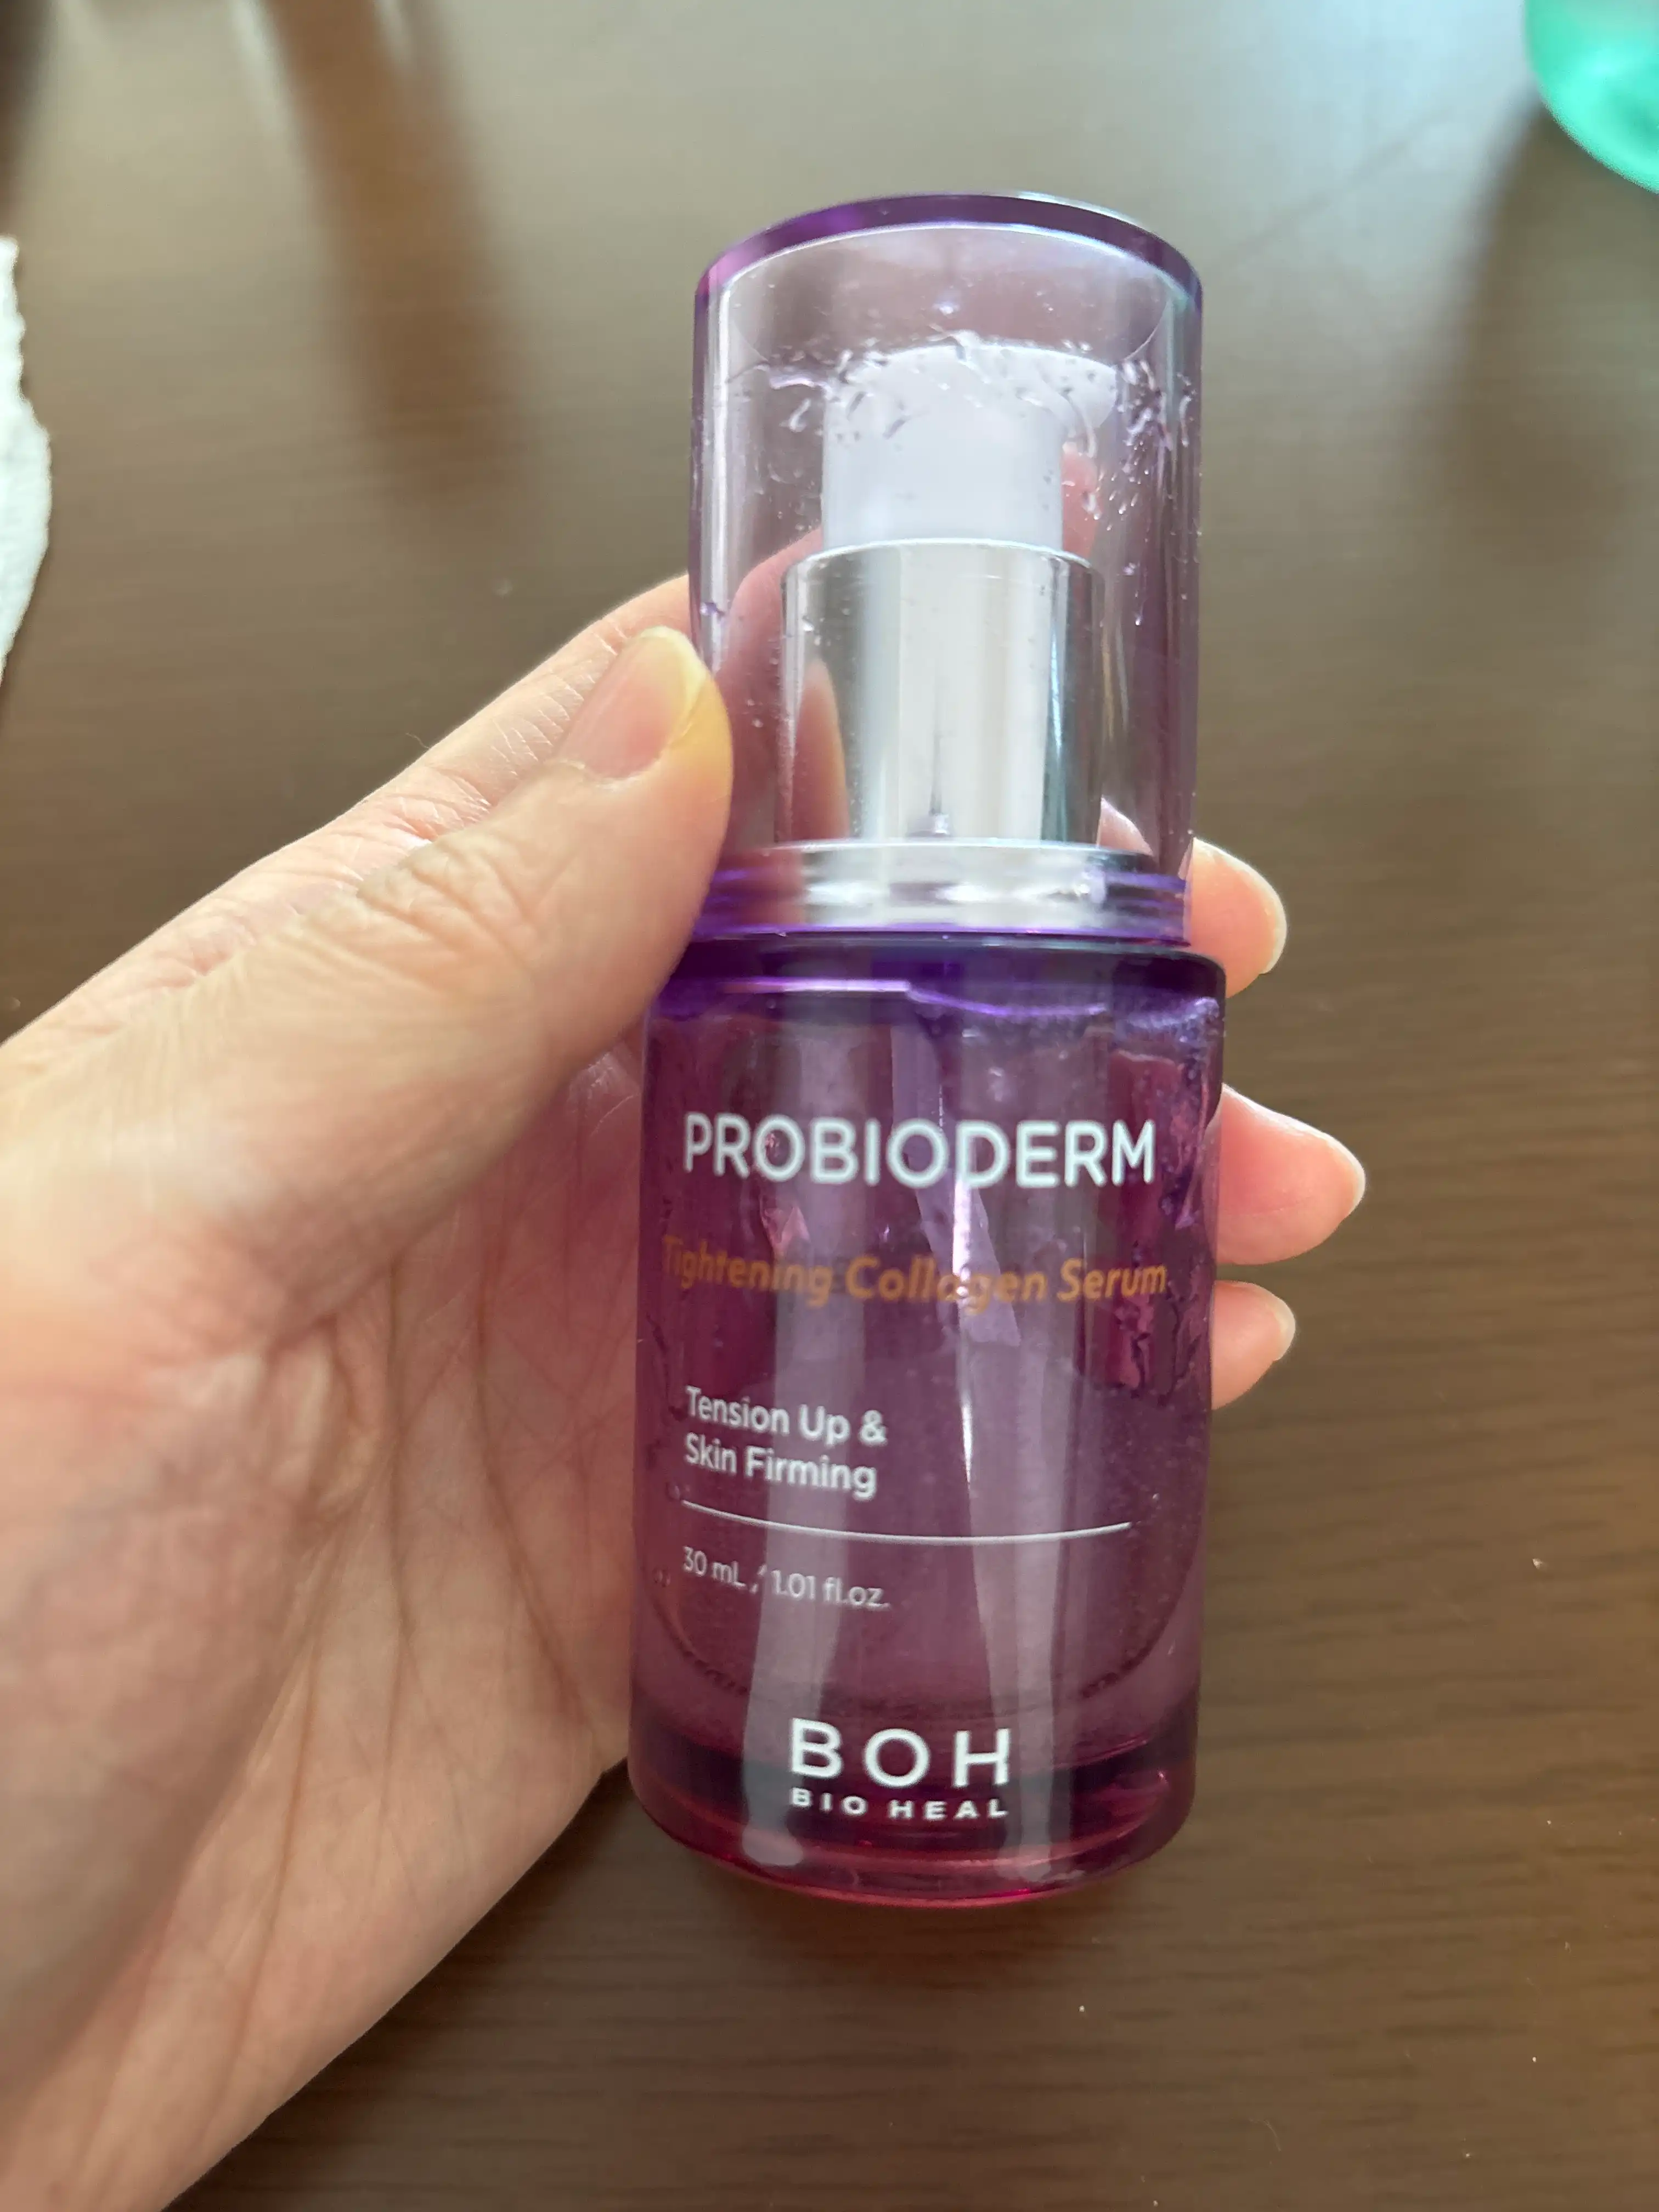 PROBIODERM
Tightening Collagen Serum
Tension Up &
Skin Firming
30 mL / 1.01 fl.oz.
BOH
BIO HEAL